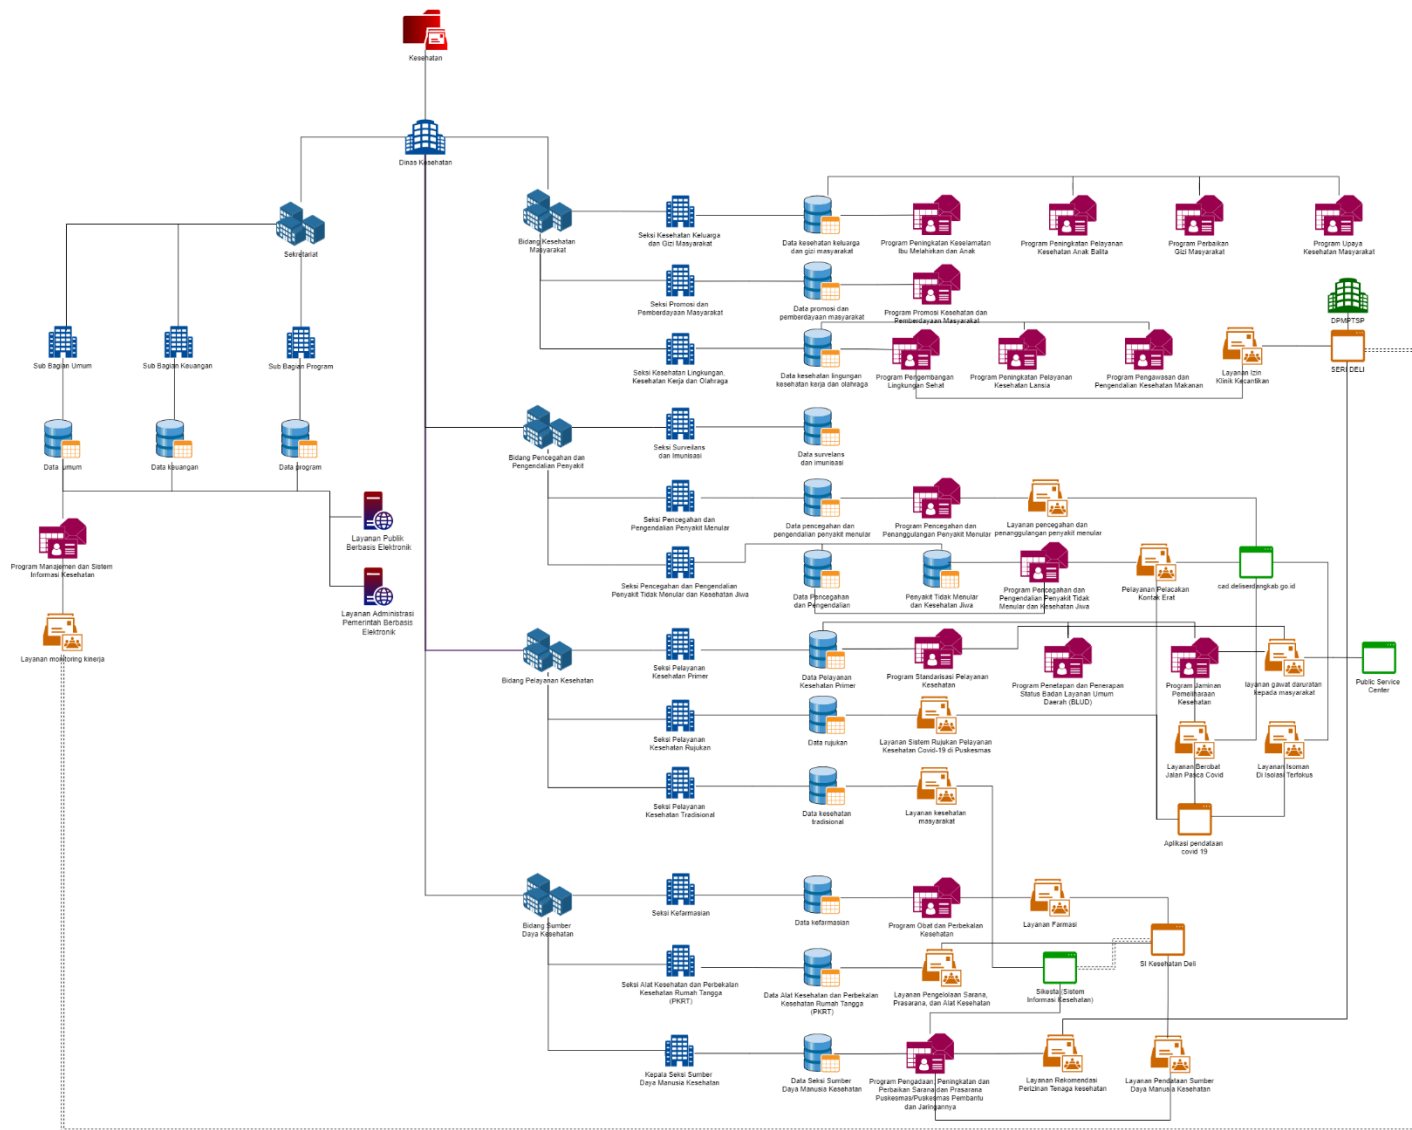 Kesehatan
Dinas Kesehatan
Sekretariat
Bidang Kesehatan
Masyarakat
Seksi Kesehatan Keluarga
dan Gizi Masyarakat
Data kesehatan keluarga
dan gizi masyarakat
Program Peningkatan Keselamatan
Ibu Melahirkan dan Anak
Program Peningkatan Pelayanan
Kesehatan Anak Balita
Program Perbaikan
Gizi Masyarakat
Program Upaya
Kesehatan Masyarakat
Seksi Promosi dan
Pemberdayaan Masyarakat
Data promosi dan
pemberdayaan masyarakat
Program Promosi Kesehatan dan
Pemberdayaan Masyarakat
DPMPTSP
Sub Bagian Umum
Sub Bagian Keuangan
Sub Bagian Program
Seksi Kesehatan Lingkungan,
Kesehatan Kerja dan Olahraga
Data kesehatan lingungan
kesehatan kerja dan olahraga
Program Pengembangan
Lingkungan Sehat
Program Peningkatan Pelayanan
Kesehatan Lansia
Program Pengawasan dan
Pengendalian Kesehatan Makanan
Layanan Izin
Klinik Kecantikan
SERI DELI
Data umum
Data keuangan
Data program
Bidang Pencegahan dan
Pengendalian Penyakit
Seksi Surveilans
dan Imunisasi
Data survelans
dan imunisasi
Seksi Pencegahan dan
Pengendalian Penyakit Menular
Data pencegahan dan
pengendalian penyakit menular
Program Pencegahan dan
Penanggulangan Penyakit Menular
Layanan pencegahan dan
penanggulangan penyakit menular
Layanan Publik
Berbasis Elektronik
Program Manajemen dan Sistem
Informasi Kesehatan
Seksi Pencegahan dan Pengendalian
Penyakit Tidak Menular dan Kesehatan Jiwa
Data Pencegahan
dan Pengendalian
Penyakit Tidak Menular
dan Kesehatan Jiwa
Program Pencegahan dan
Pengendalian Penyakit Tidak
Menular dan Kesehatan Jiwa
Pelayanan Pelacakan
Kontak Erat
cad.deliserdangkab.go.id
Layanan Administrasi
Pemerintah Berbasis
Elektronik
Layanan monitoring kinerja
Bidang Pelayanan Kesehatan
Seksi Pelayanan
Kesehatan Primer
Data Pelayanan
Kesehatan Primer
Program Standarisasi Pelayanan
Kesehatan
Program Penetapan dan Penerapan
Status Badan Layanan Umum
Daerah (BLUD)
Program Jaminan
Pemeliharaan
Kesehatan
layanan gawat daruratan
kepada masyarakat
Public Service
Center
Seksi Pelayanan
Kesehatan Rujukan
Data rujukan
Layanan Sistem Rujukan Pelayanan
Kesehatan Covid-19 di Puskesmas
Layanan Berobat
Jalan Pasca Covid
Layanan Isoman
Di Isolasi Terfokus
Seksi Pelayanan
Kesehatan Tradisional
Data kesehatan
tradisional
Layanan kesehatan
masyarakat
Aplikasi pendataan
covid 19
Bidang Sumber
Daya Kesehatan
Seksi Kefarmasian
Data kefarmasian
Program Obat dan Perbekalan
Kesehatan
Layanan Farmasi
SI Kesehatan Deli
Seksi Alat Kesehatan dan Perbekalan
Kesehatan Rumah Tangga
(PKRT)
Data Alat Kesehatan dan Perbekalan
Kesehatan Rumah Tangga
(PKRT)
Layanan Pengelolaan Sarana,
Prasarana, dan Alat Kesehatan
Sikesta (Sistem
Informasi Kesehatan)
Kepala Seksi Sumber
Daya Manusia Kesehatan
Data Seksi Sumber
Daya Manusia Kesehatan
Program Pengadaan, Peningkatan dan
Perbaikan Sarana dan Prasarana
Puskesmas/Puskesmas Pembantu
dan Jaringannya
Layanan Rekomendasi
Perizinan Tenaga kesehatan
Layanan Pendataan Sumber
Daya Manusia Kesehatan